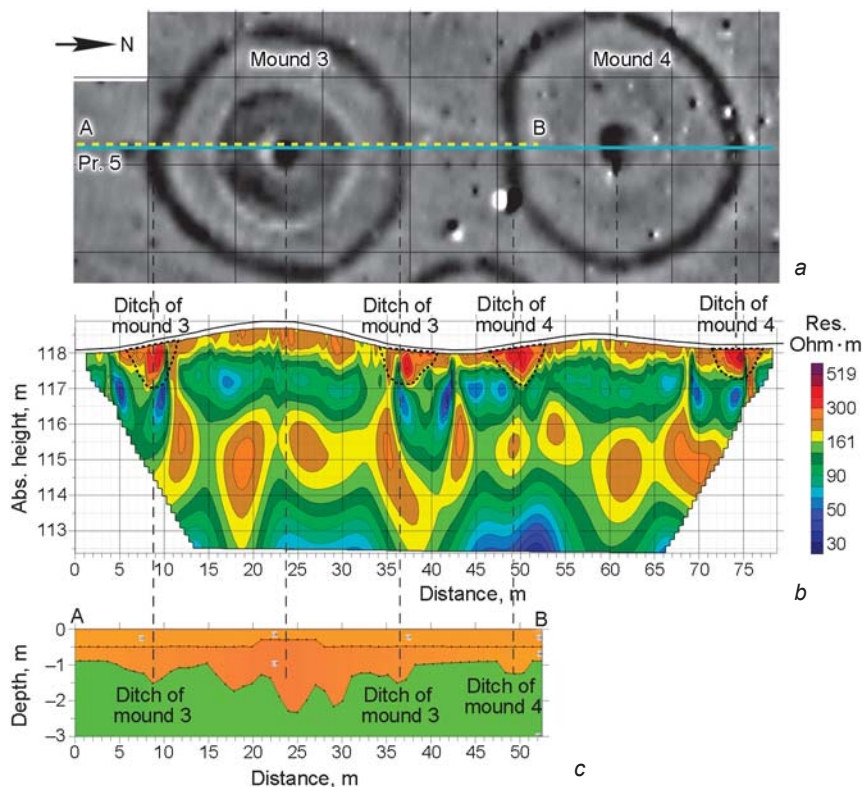 N
Mound 3
Mound 4
A
B
Pr. 5
a
Ditch of
mound 3
Ditch of
mound 3
Ditch of
mound 4
Ditch of
mound 4
Res.
Ohm·m
118
117
116
115
114
113
Abs. height, m
519
300
161
90
50
30
0 5 10 15 20 25 30 35 40 45 50 55 60 65 70 75
Distance, m
b
A
B
0
–1
–2
–3
Depth, m
Ditch of
mound 3
Ditch of
mound 3
Ditch of
mound 4
0 5 10 15 20 25 30 35 40 45 50
Distance, m
c